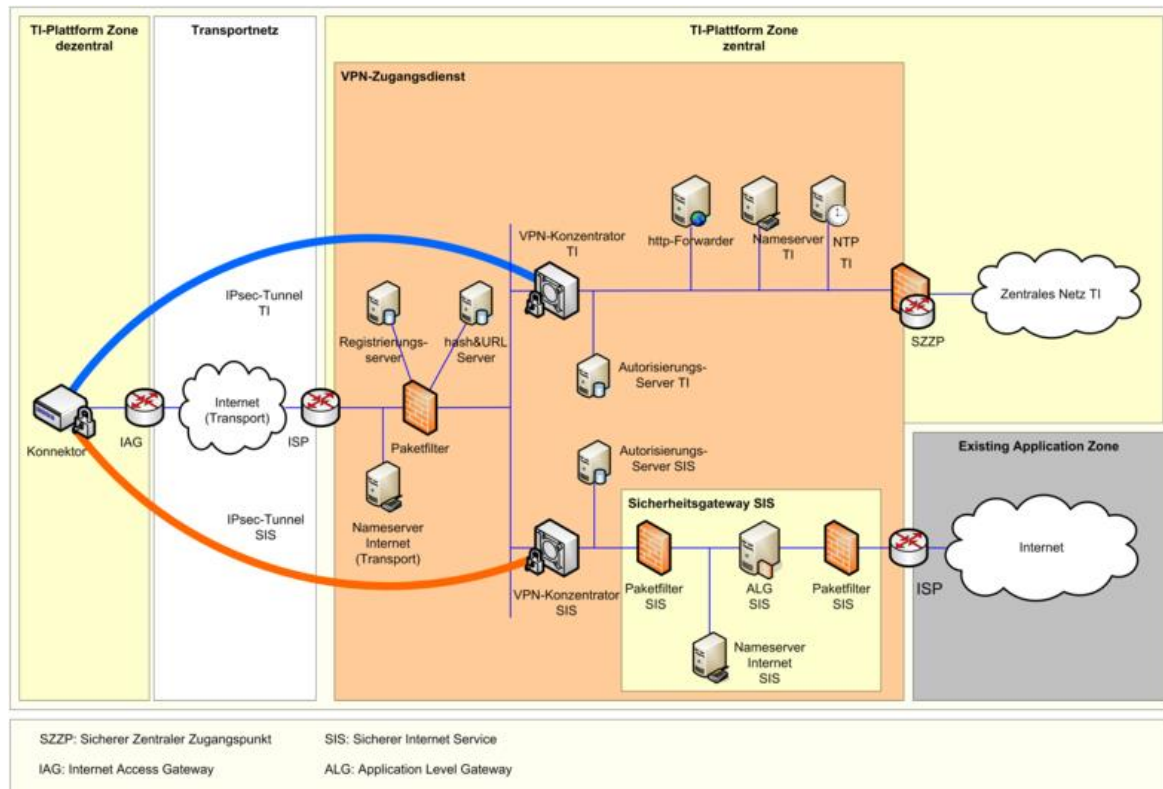 TI-Plattform Zone
dezentral
Transportnetz
TI-Plattform Zone
zentral
VPN-Zugangsdienst
http-Forwarder
Nameserver
TI
NTP
TI
VPN-Konzentrator
TI
IPsec-Tunnel
TI
Registrierungs-
server
hash&URL
Server
Zentrales Netz TI
SZZP
Autorisierungs-
Server TI
Konnektor
IAG
Internet
(Transport)
ISP
Paketfilter
Existing Application Zone
Autorisierungs-
Server SIS
Nameserver
Internet
(Transport)
IPsec-Tunnel
SIS
Sicherheitsgateway SIS
VPN-Konzentrator
SIS
Paketfilter
SIS
ALG
SIS
Paketfilter
SIS
ISP
Internet
Nameserver
Internet
SIS
SZZP: Sicherer Zentraler Zugangspunkt
SIS: Sicherer Internet Service
IAG: Internet Access Gateway
ALG: Application Level Gateway